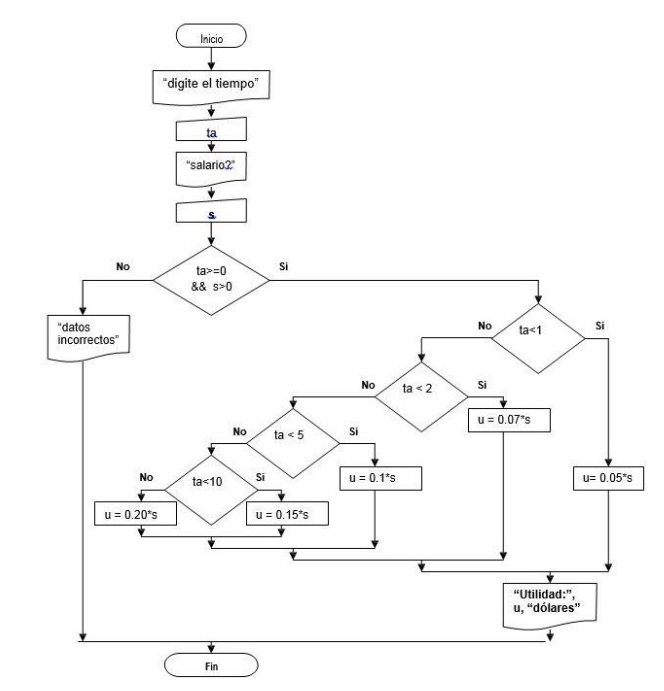 Inicio
“digite el tiempo”
ta
“salario2”
s
No
ta>=0
&& s>0
Si
“datos
incorrectos”
No
ta<1
Si
No
ta < 2
Si
u = 0.07*s
No
ta < 5
Si
No
ta<10
Si
u = 0.1*s
u= 0.05*s
u = 0.20*s
u = 0.15*s
“Utilidad:”,
u, “dólares”
Fin